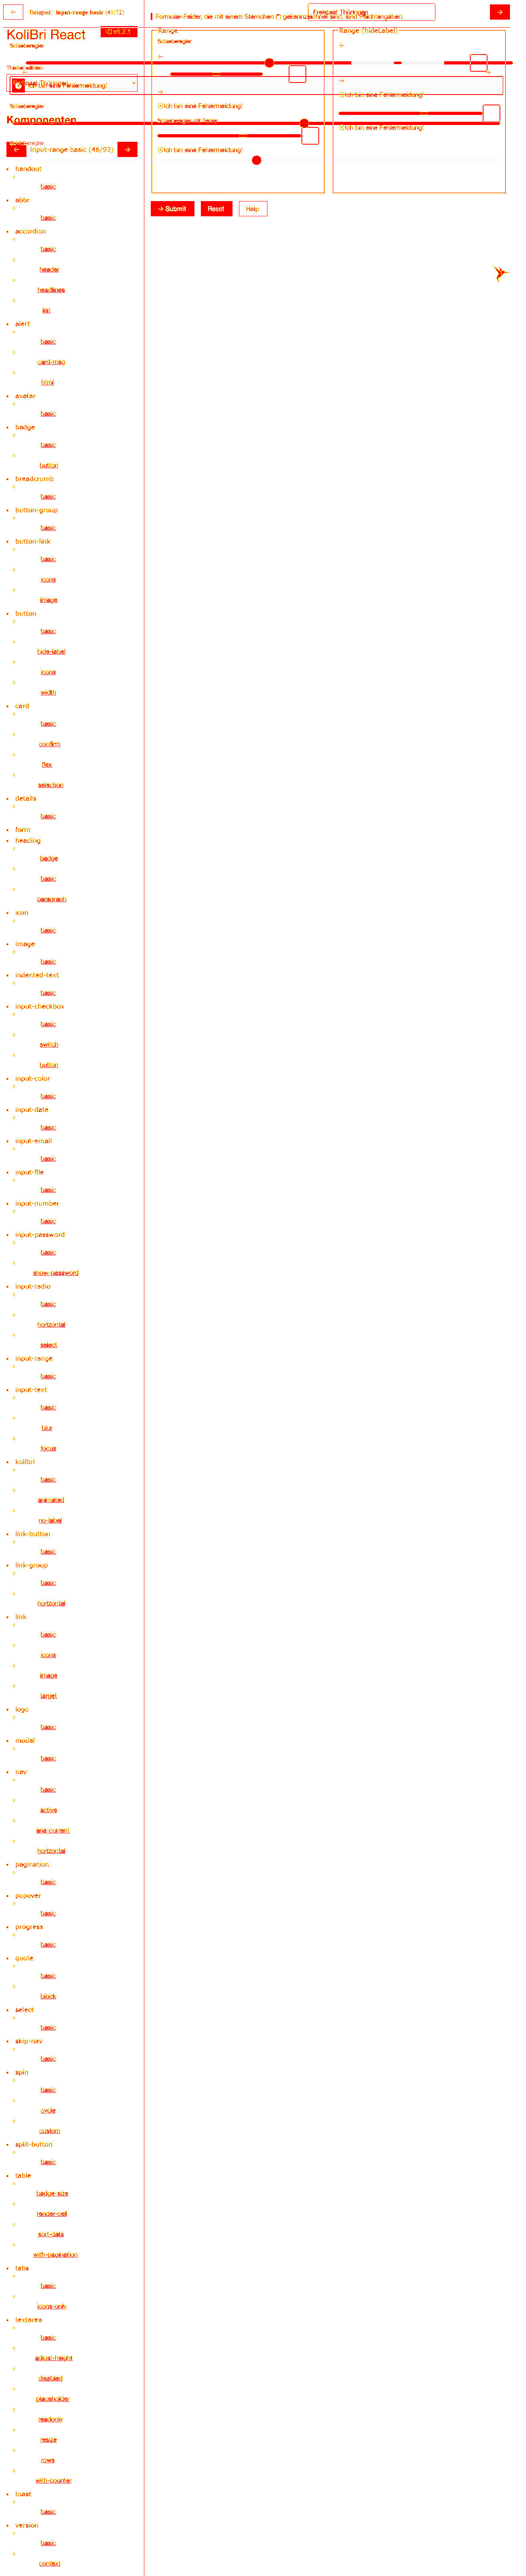 ← Beispiel: input-range basic
Freistaat Thüringen
→
KoliBri React
v1.7.1
Schieberegler
Theme wählen
Ich bin eine Fehlermeldung!
Schieberegler
Komponenten
← input-range basic (46/93) →
handout
basic
abbr
basic
accordion
basic
header
headlines
list
alert
basic
card-msg
html
avatar
basic
badge
basic
button
breadcrumb
basic
button-group
basic
button-link
basic
icons
image
button
basic
hide-label
icons
width
card
basic
confirm
flex
selection
details
basic
form
heading
badge
basic
paragraph
icon
basic
image
basic
indented-text
basic
input-checkbox
basic
switch
button
input-color
basic
input-date
basic
input-email
basic
input-file
basic
input-number
basic
input-password
basic
show-password
input-radio
basic
horizontal
select
input-range
basic
input-text
basic
blur
focus
kolibri
basic
animated
no-label
link-button
basic
link-group
basic
horizontal
link
basic
icons
image
target
logo
basic
modal
basic
nav
basic
active
aria-current
horizontal
pagination
basic
popover
basic
progress
basic
quote
basic
block
select
basic
skip-nav
basic
spin
basic
cycle
custom
split-button
basic
table
badge-size
render-cell
sort-data
with-pagination
tabs
basic
icons-only
textarea
basic
adjust-height
disabled
placeholder
readonly
resize
rows
with-counter
toast
basic
version
basic
context
Formular-Felder, die mit einem Sternchen (*) gekennzeichnet sind, sind Pflichtangaben.
Range
Schieberegler
←
→
Ich bin eine Fehlermeldung!
Schieberegler mit Fehler
Ich bin eine Fehlermeldung!
Range (hideLabel)
←
→
Ich bin eine Fehlermeldung!
Ich bin eine Fehlermeldung!
→ Submit
Reset
Help